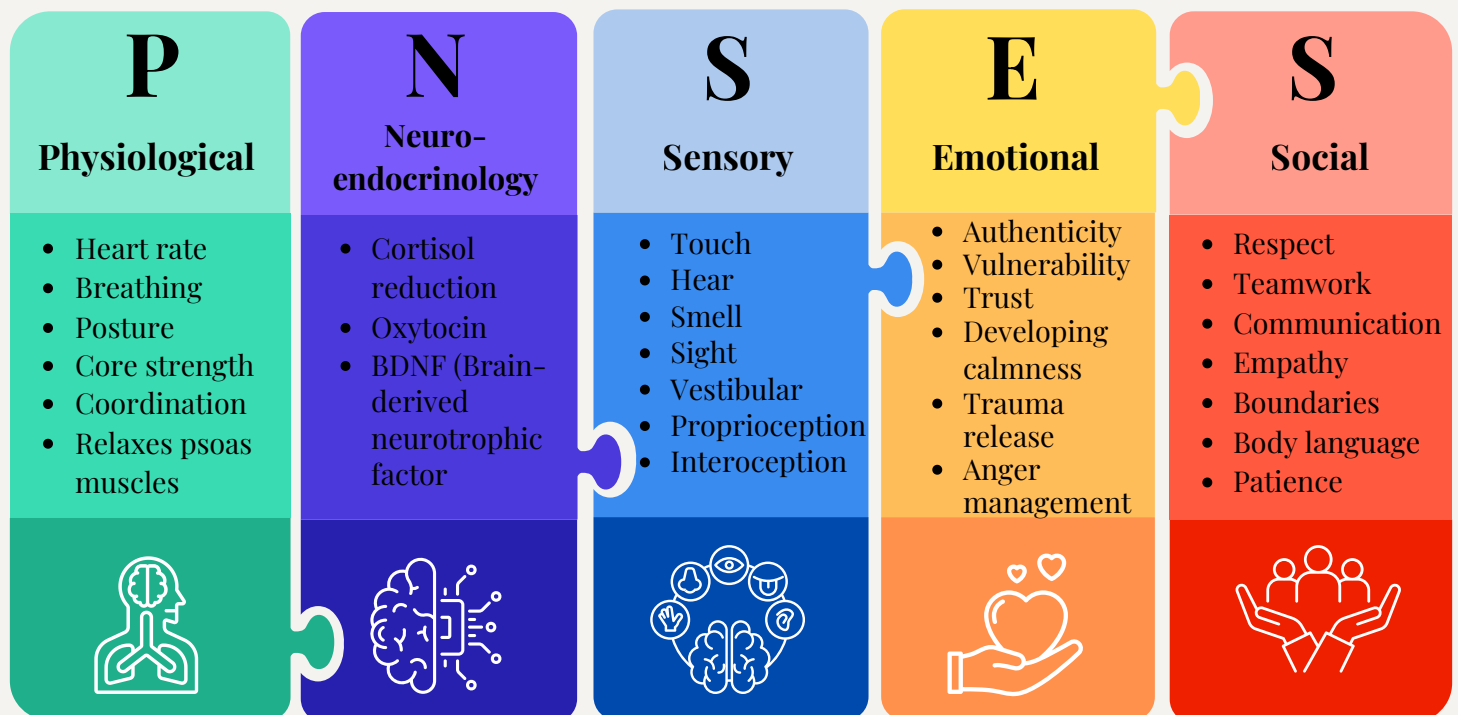 P
Physiological
• Heart rate
• Breathing
• Posture
• Core strength
• Coordination
• Relaxes psoas
muscles
N
Neuro-
endocrinology
• Cortisol
reduction
• Oxytocin
• BDNF (Brain-
derived
neurotrophic
factor
S
Sensory
• Touch
• Hear
• Smell
• Sight
• Vestibular
• Proprioception
• Interoception
E
Emotional
• Authenticity
• Vulnerability
• Trust
• Developing
calmness
• Trauma
release
• Anger
management
S
Social
• Respect
• Teamwork
• Communication
• Empathy
• Boundaries
• Body language
• Patience